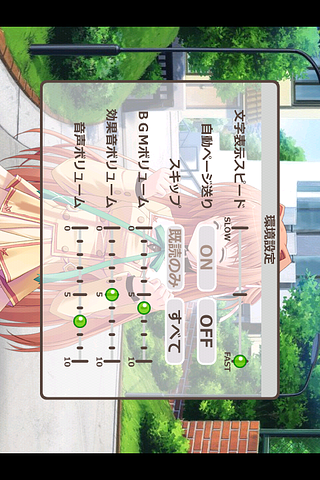 環境設定
文字表示スピード
SLOW FAST
自動ページ送り ON OFF
スキップ 既読のみ すべて
BGMボリューム 0 5 10
効果音ボリューム 0 5 10
音声ボリューム 0 5 10